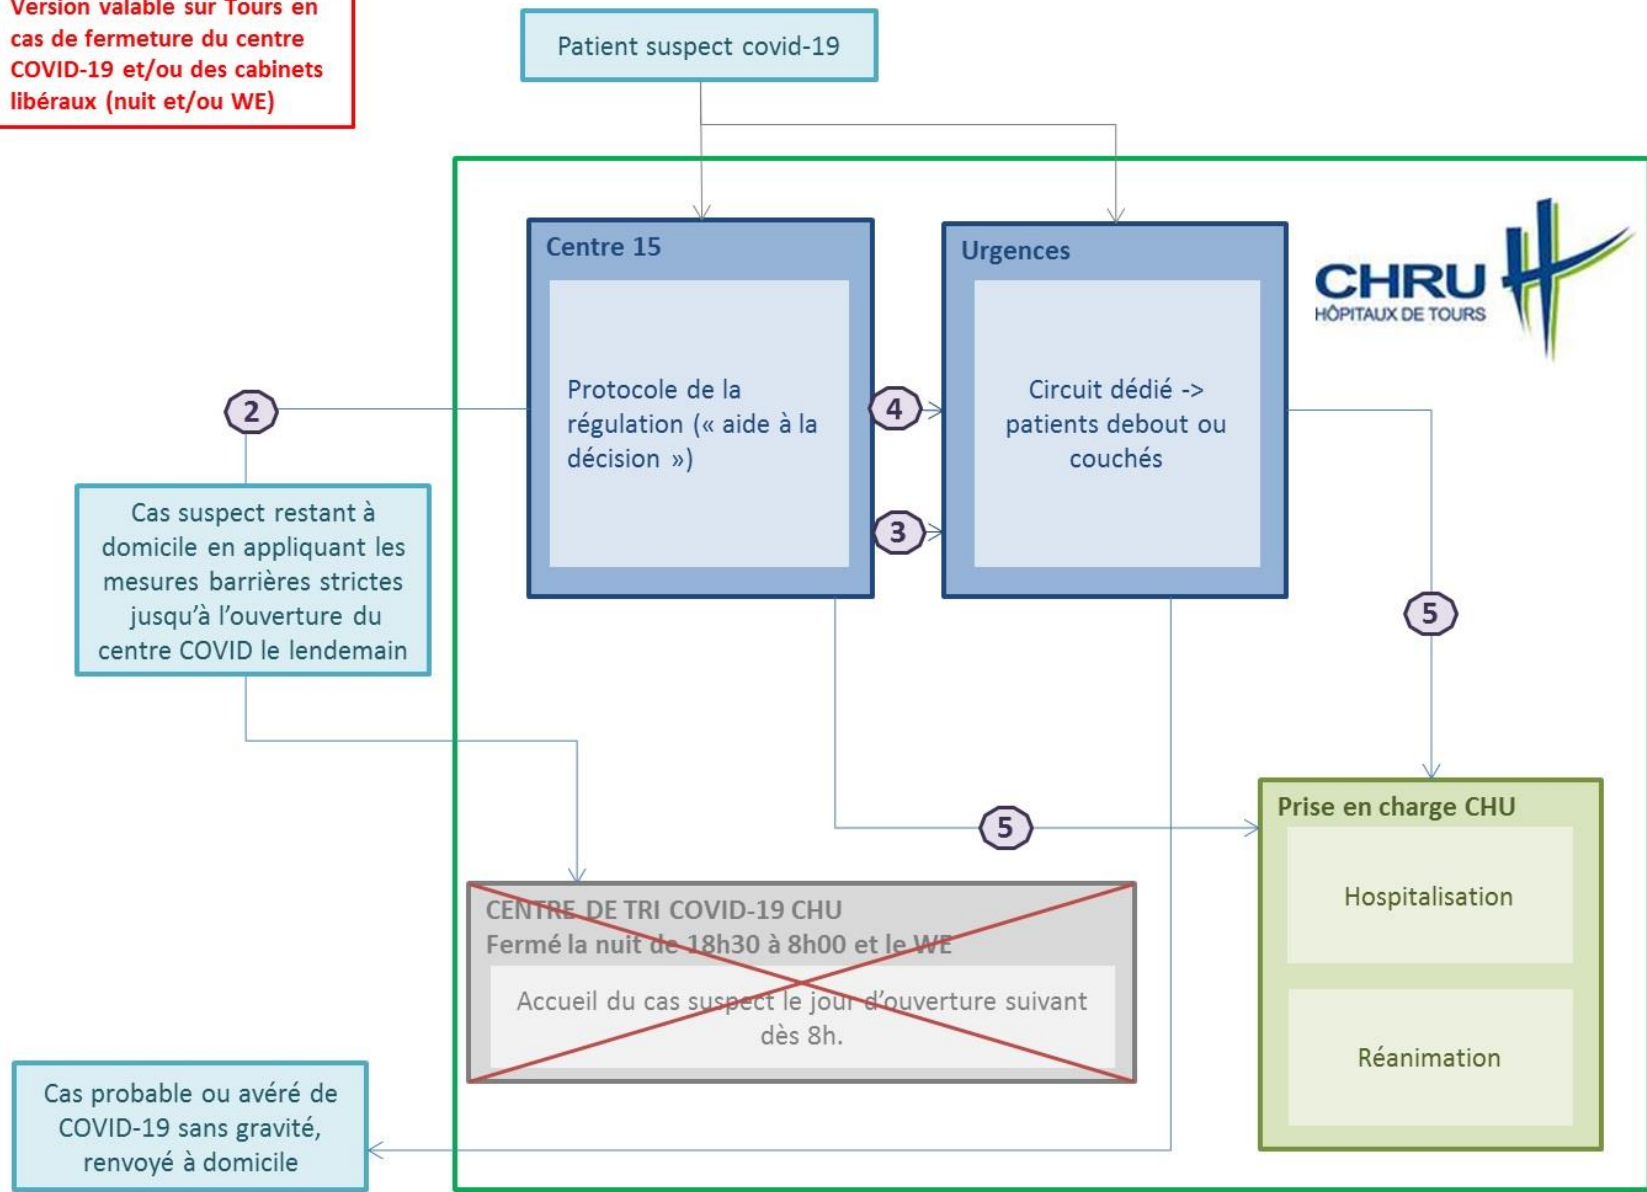 Version valable sur Tours en
cas de fermeture du centre
COVID-19 et/ou des cabinets
libéraux (nuit et/ou WE)
Patient suspect covid-19
CHRU
HÔPITAUX DE TOURS
Centre 15
Protocole de la
régulation (« aide à la
décision »)
Urgences
Circuit dédié ->
patients debout ou
couchés
2
4
3
Cas suspect restant à
domicile en appliquant les
mesures barrières strictes
jusqu’à l’ouverture du
centre COVID le lendemain
5
5
Prise en charge CHU
Hospitalisation
Réanimation
CENTRE DE TRI COVID-19 CHU
Fermé la nuit de 18h30 à 8h00 et le WE
Accueil du cas suspect le jour d’ouverture suivant
dès 8h.
Cas probable ou avéré de
COVID-19 sans gravité,
renvoyé à domicile